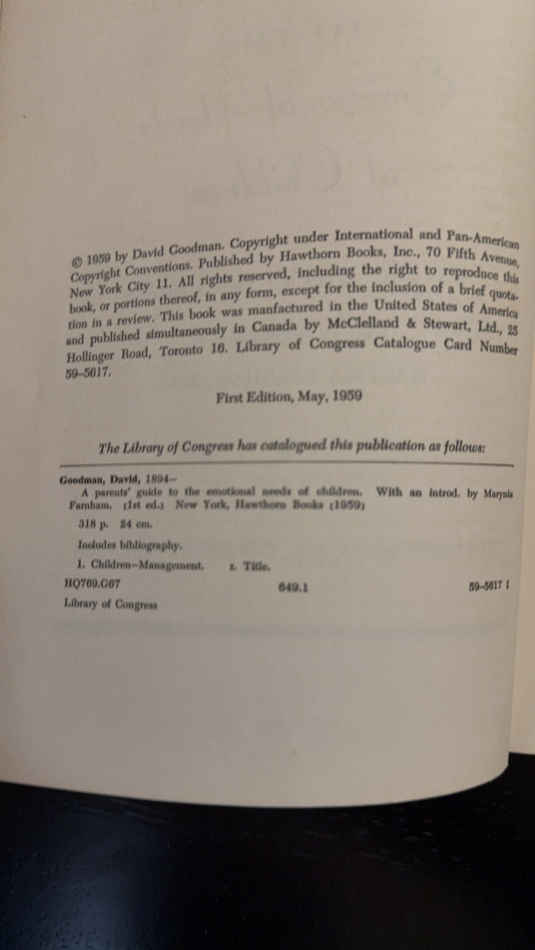 © 1959 by David Goodman. Copyright under International and Pan-American
Copyright Conventions. Published by Hawthorn Books, Inc., 70 Fifth Avenue,
New York City 11. All rights reserved, including the right to reproduce this
book, or portions thereof, in any form, except for the inclusion of a brief quota-
tion in a review. This book was manfactured in the United States of America
and published simultaneously in Canada by McClelland & Stewart, Ltd., 25
Hollinger Road, Toronto 16. Library of Congress Catalogue Card Number
59–5617.
First Edition, May, 1959
The Library of Congress has catalogued this publication as follows:
Goodman, David, 1894–
A parents' guide to the emotional needs of children. With an introd. by Marynia
Farnham. [1st ed.] New York, Hawthorn Books [1959]
318 p. 24 cm.
Includes bibliography.
1. Children—Management. I. Title.
HQ769.G67 649.1 59–5617 ‡
Library of Congress